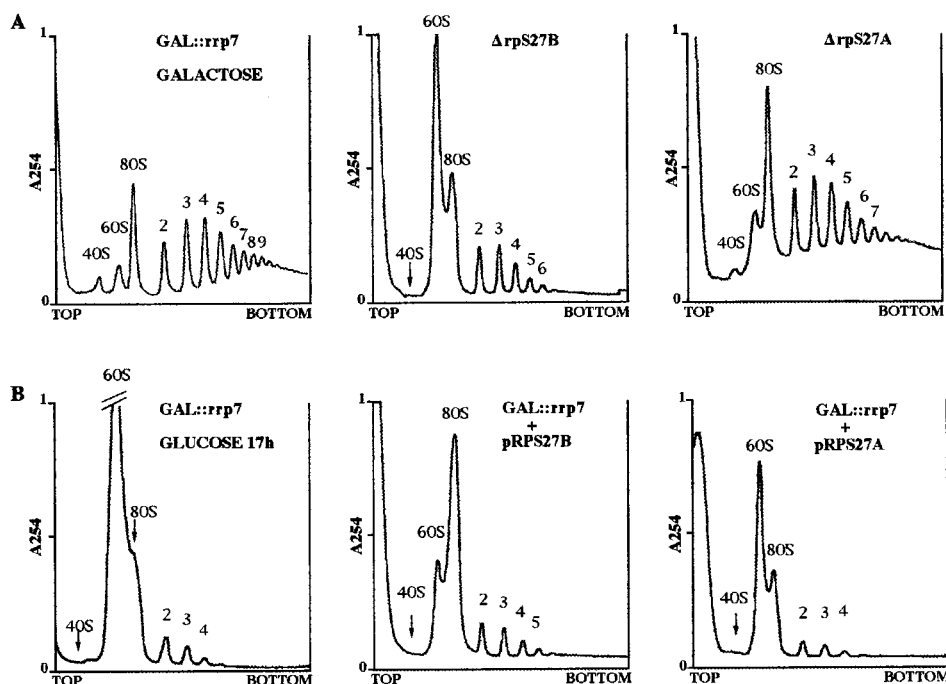 A
GAL::rrp7
GALACTOSE
1
A254
0
40S
60S
80S
2
3
4
5
6
7
8
9
TOP
BOTTOM
ΔrpS27B
1
A254
0
40S
60S
80S
2
3
4
5
6
TOP
BOTTOM
ΔrpS27A
1
A254
0
40S
60S
80S
2
3
4
5
6
7
TOP
BOTTOM
B
GAL::rrp7
GLUCOSE 17h
1
A254
0
40S
60S
80S
2
3
4
TOP
BOTTOM
GAL::rrp7
+
pRPS27B
1
A254
0
40S
60S
80S
2
3
4
5
TOP
BOTTOM
GAL::rrp7
+
pRPS27A
1
A254
0
40S
60S
80S
2
3
4
TOP
BOTTOM